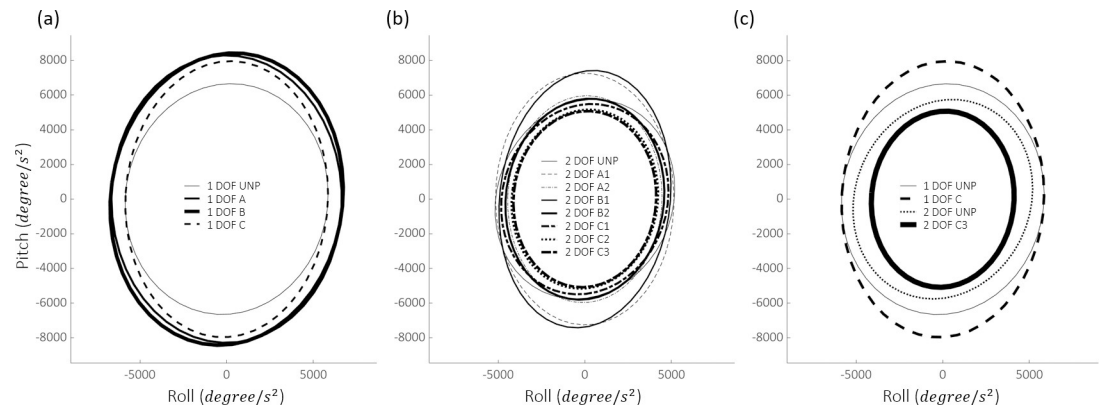 (a)
(b)
(c)
Pitch (degree/s²)
8000
6000
4000
2000
0
-2000
-4000
-6000
-8000
1 DOF UNP
1 DOF A
1 DOF B
1 DOF C
-5000
0
5000
Roll (degree/s²)
8000
6000
4000
2000
0
-2000
-4000
-6000
-8000
2 DOF UNP
2 DOF A1
2 DOF A2
2 DOF B1
2 DOF B2
2 DOF C1
2 DOF C2
2 DOF C3
-5000
0
5000
Roll (degree/s²)
8000
6000
4000
2000
0
-2000
-4000
-6000
-8000
1 DOF UNP
1 DOF C
2 DOF UNP
2 DOF C3
-5000
0
5000
Roll (degree/s²)